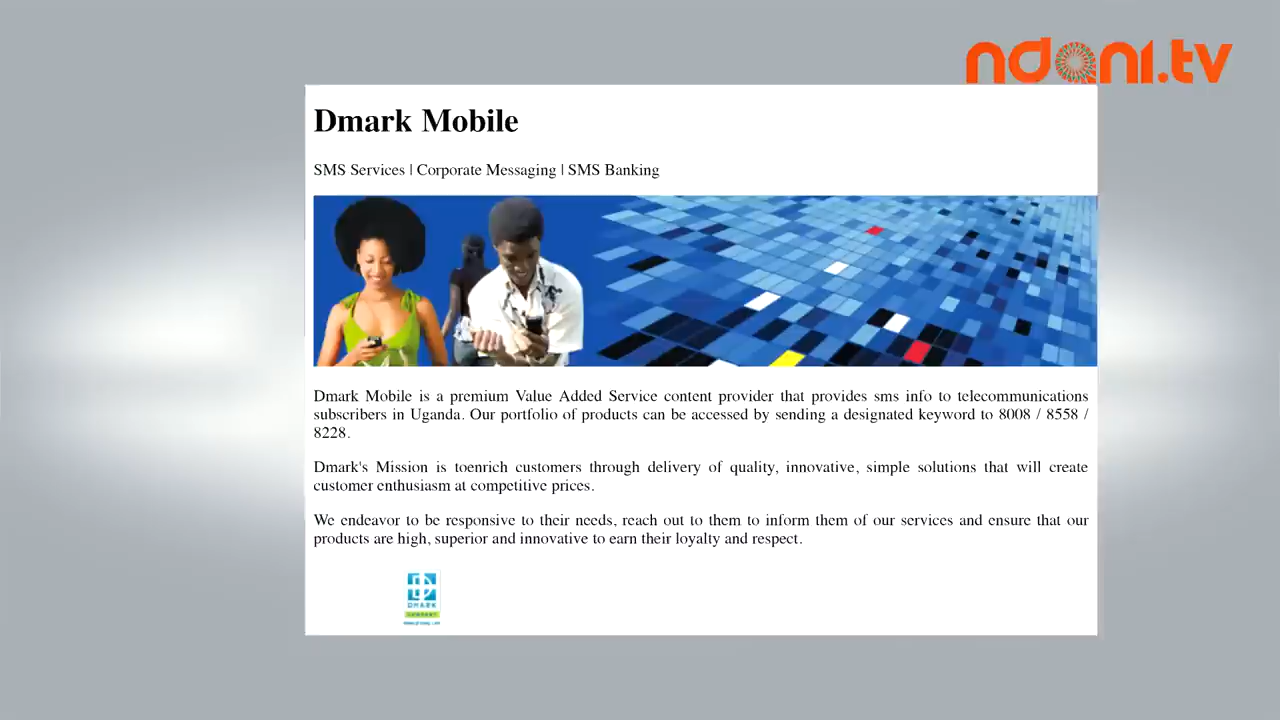 ndani.tv
Dmark Mobile
SMS Services | Corporate Messaging | SMS Banking
Dmark Mobile is a premium Value Added Service content provider that provides sms info to telecommunications
subscribers in Uganda. Our portfolio of products can be accessed by sending a designated keyword to 8008 / 8558 /
8228.
Dmark's Mission is toenrich customers through delivery of quality, innovative, simple solutions that will create
customer enthusiasm at competitive prices.
We endeavor to be responsive to their needs, reach out to them to inform them of our services and ensure that our
products are high, superior and innovative to earn their loyalty and respect.
DMARK